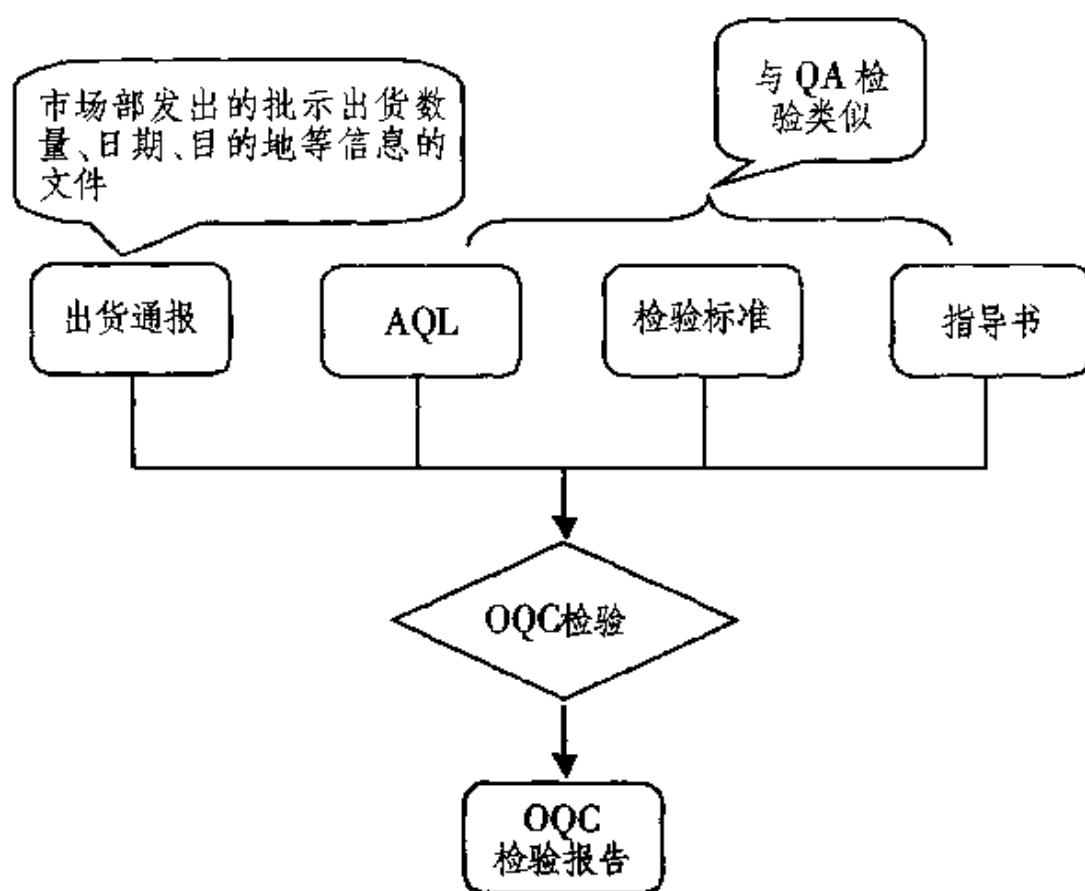 与 QA 检
验类似
市场部发出的批示出货数
量、日期、目的地等信息的
文件
出货通报
AQL
检验标准
指导书
OQC检验
OQC
检验报告